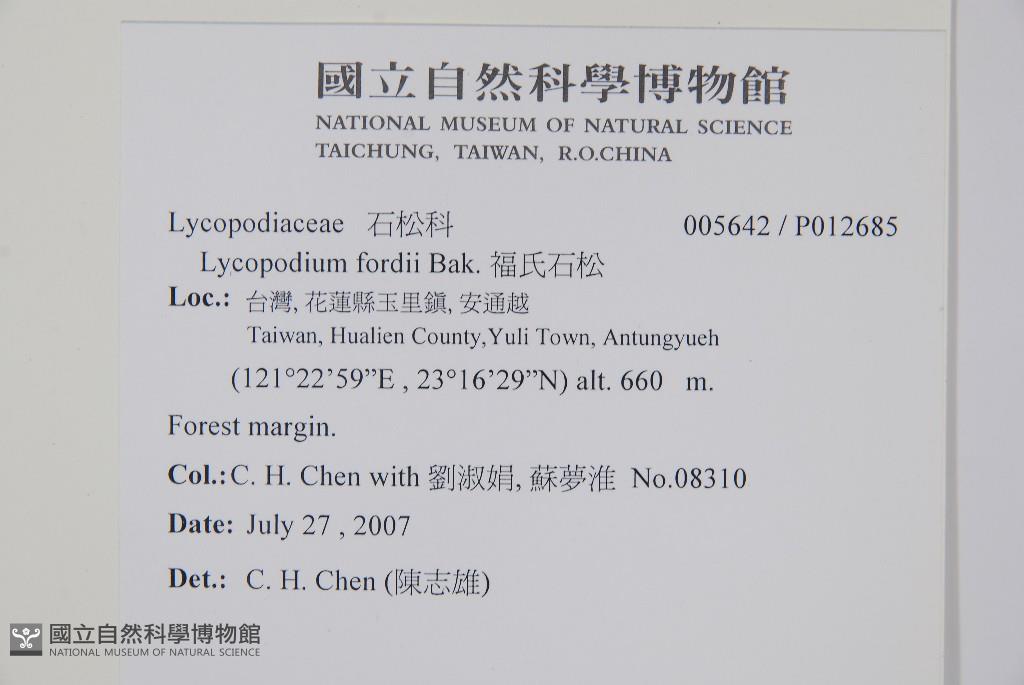 國立自然科學博物館
NATIONAL MUSEUM OF NATURAL SCIENCE
TAICHUNG, TAIWAN, R.O.CHINA
Lycopodiaceae 石松科 005642 / P012685
Lycopodium fordii Bak. 福氏石松
Loc.: 台灣, 花蓮縣玉里鎮, 安通越
Taiwan, Hualien County,Yuli Town, Antungyueh
(121°22’59”E , 23°16’29”N) alt. 660 m.
Forest margin.
Col.: C. H. Chen with 劉淑娟, 蘇夢淮 No.08310
Date: July 27 , 2007
Det.: C. H. Chen (陳志雄)
國立自然科學博物館
NATIONAL MUSEUM OF NATURAL SCIENCE